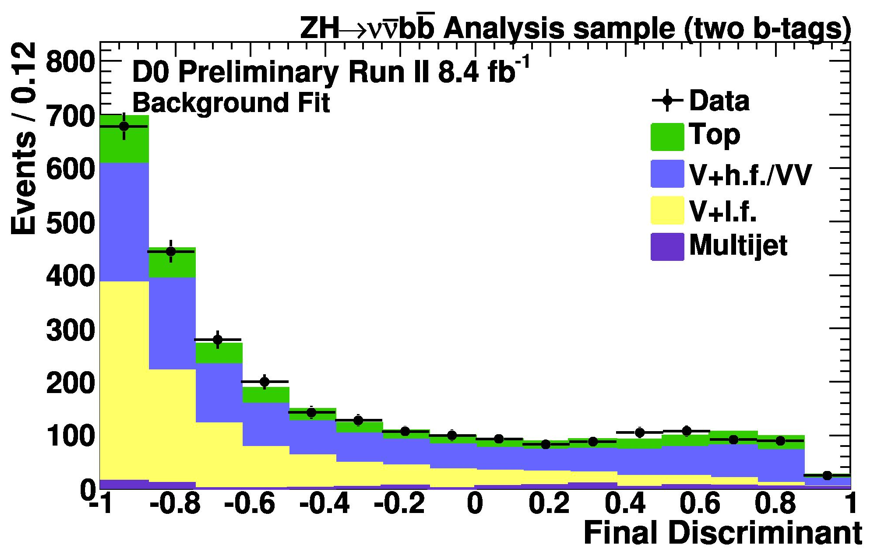 ZH→νν̅bb̅ Analysis sample (two b-tags)
D0 Preliminary Run II 8.4 fb⁻¹
Background Fit
Data
Top
V+h.f./VV
V+l.f.
Multijet
Events / 0.12
800
700
600
500
400
300
200
100
0
-1 -0.8 -0.6 -0.4 -0.2 0 0.2 0.4 0.6 0.8 1
Final Discriminant